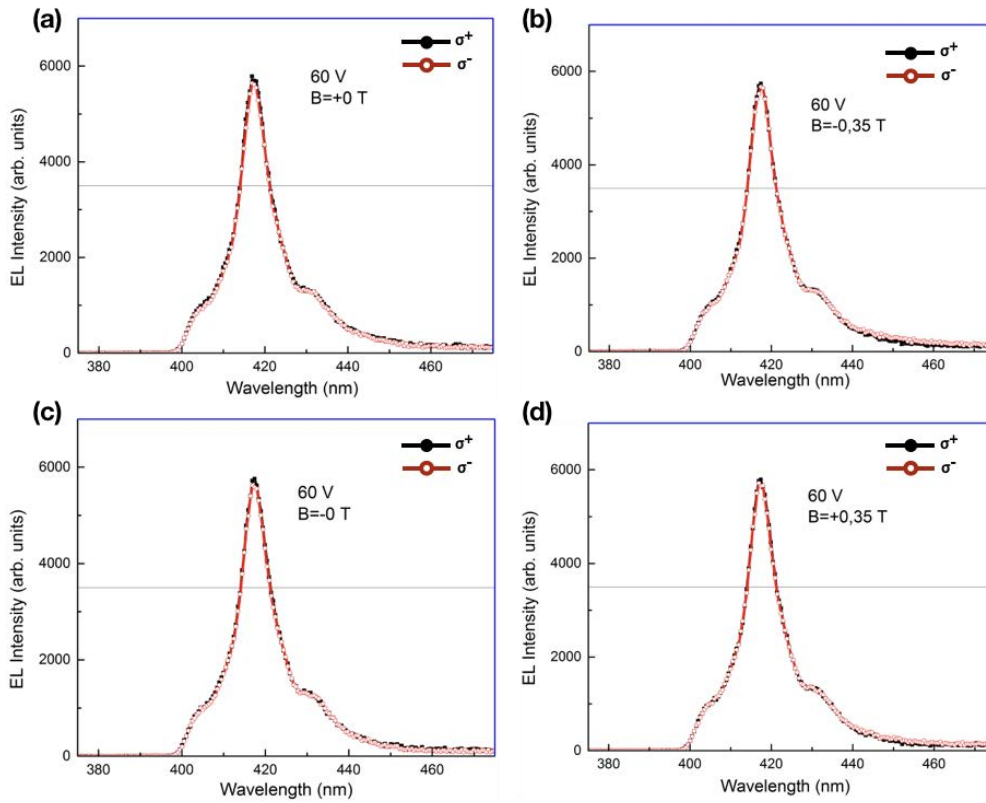 (a)
σ+
σ-
60 V
B=+0 T
EL Intensity (arb. units)
6000
4000
2000
0
380 400 420 440 460
Wavelength (nm)
(b)
σ+
σ-
60 V
B=-0,35 T
EL Intensity (arb. units)
6000
4000
2000
0
380 400 420 440 460
Wavelength (nm)
(c)
σ+
σ-
60 V
B=-0 T
EL Intensity (arb. units)
6000
4000
2000
0
380 400 420 440 460
Wavelength (nm)
(d)
σ+
σ-
60 V
B=+0,35 T
EL Intensity (arb. units)
6000
4000
2000
0
380 400 420 440 460
Wavelength (nm)